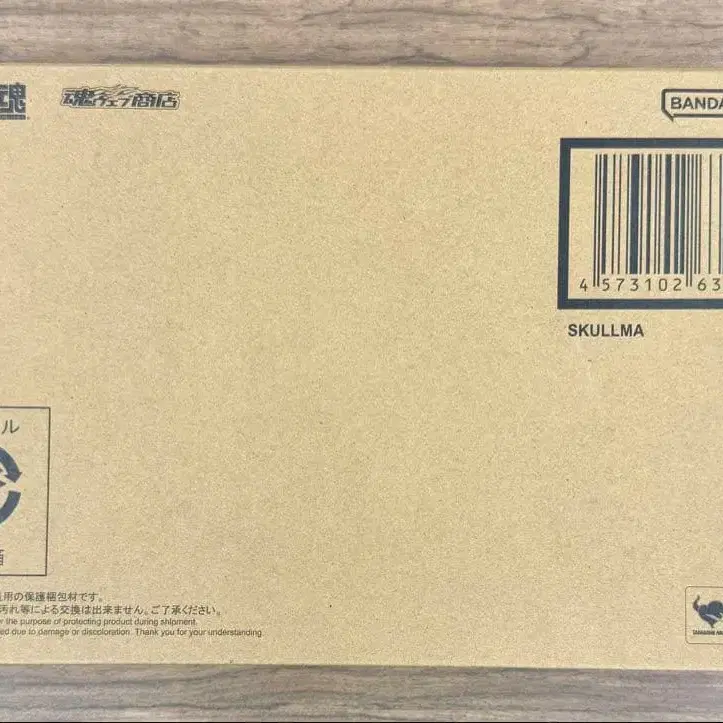 魂
魂ウェブ商店
BANDA
4 573102 63
SKULLMA
ル
用の保護梱包材です。
汚れ等による交換は出来ません。ご了承ください。
r the purpose of protecting product during shipment.
ed due to damage or discoloration. Thank you for your understanding.